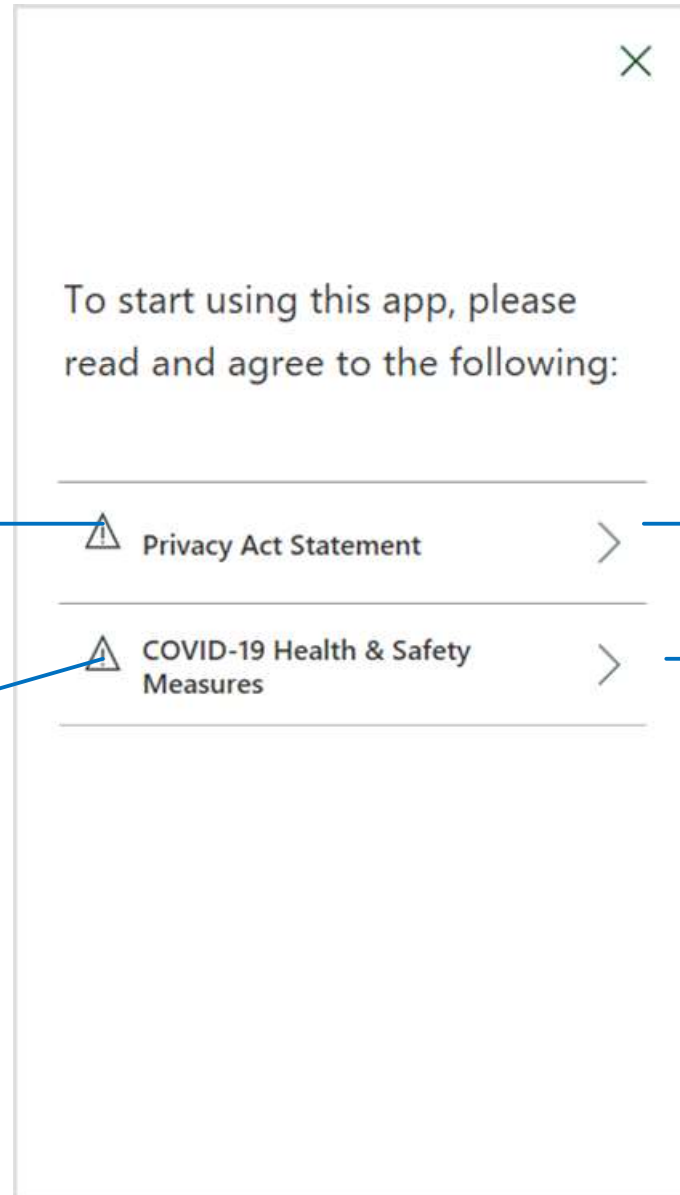 To start using this app, please
read and agree to the following:
Privacy Act Statement
COVID-19 Health & Safety
Measures